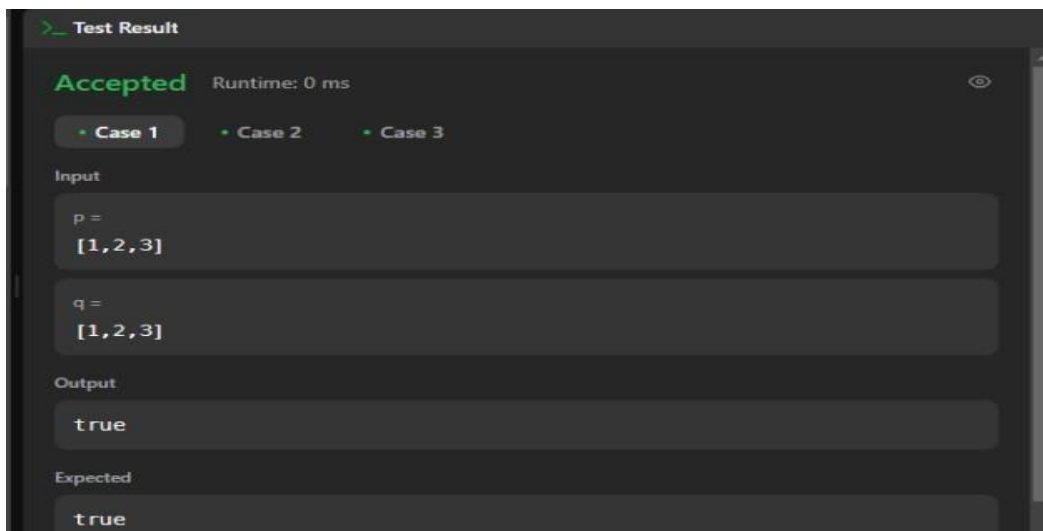 >_ Test Result
Accepted Runtime: 0 ms
• Case 1 • Case 2 • Case 3
Input
p =
[1,2,3]
q =
[1,2,3]
Output
true
Expected
true